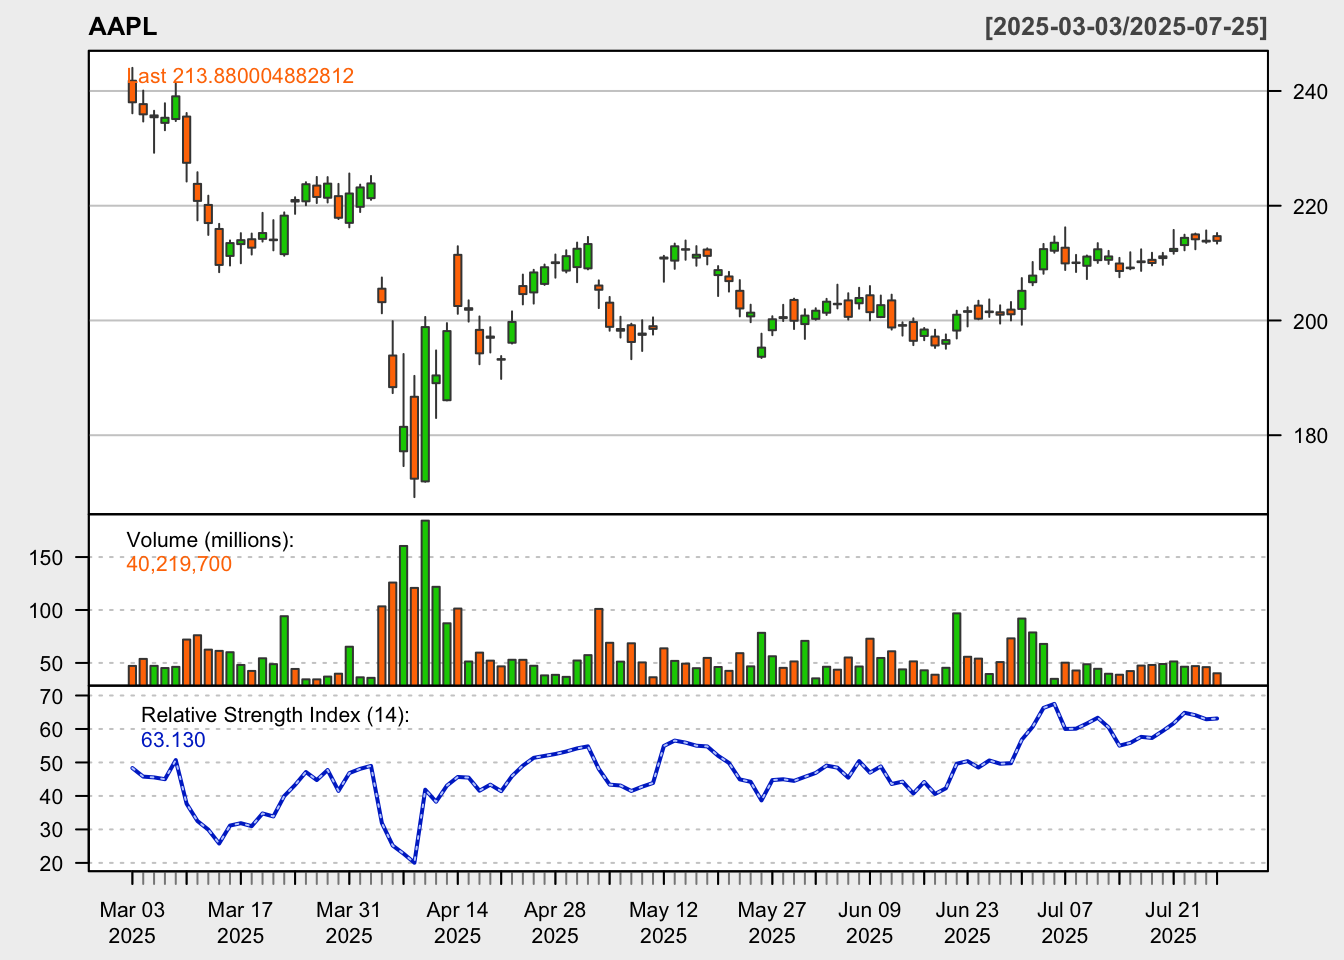 AAPL [2025-03-03/2025-07-25]
Last 213.880004882812
240
220
200
180
Volume (millions):
40,219,700
150
100
50
Relative Strength Index (14):
63.130
70
60
50
40
30
20
Mar 03 Mar 17 Mar 31 Apr 14 Apr 28 May 12 May 27 Jun 09 Jun 23 Jul 07 Jul 21
2025 2025 2025 2025 2025 2025 2025 2025 2025 2025 2025